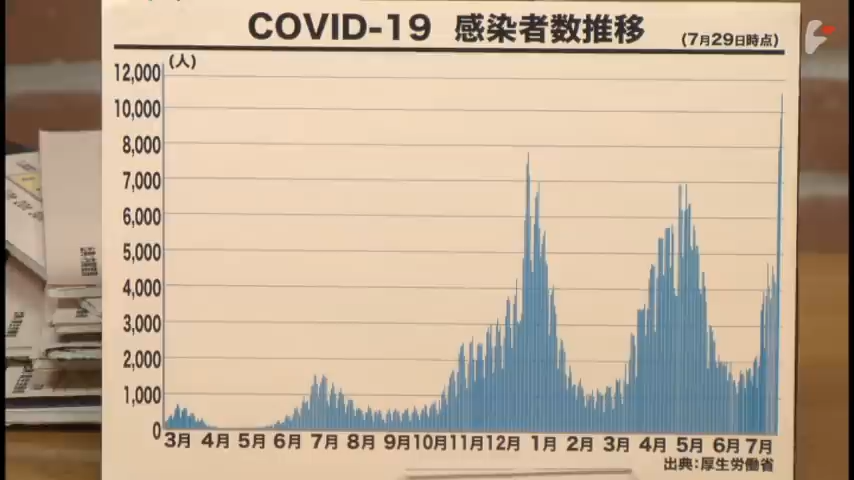 COVID-19 感染者数推移 (7月29日時点)
(人)
12,000
10,000
8,000
7,000
6,000
5,000
4,000
3,000
2,000
1,000
0
3月 4月 5月 6月 7月 8月 9月 10月 11月 12月 1月 2月 3月 4月 5月 6月 7月
出典:厚生労働省